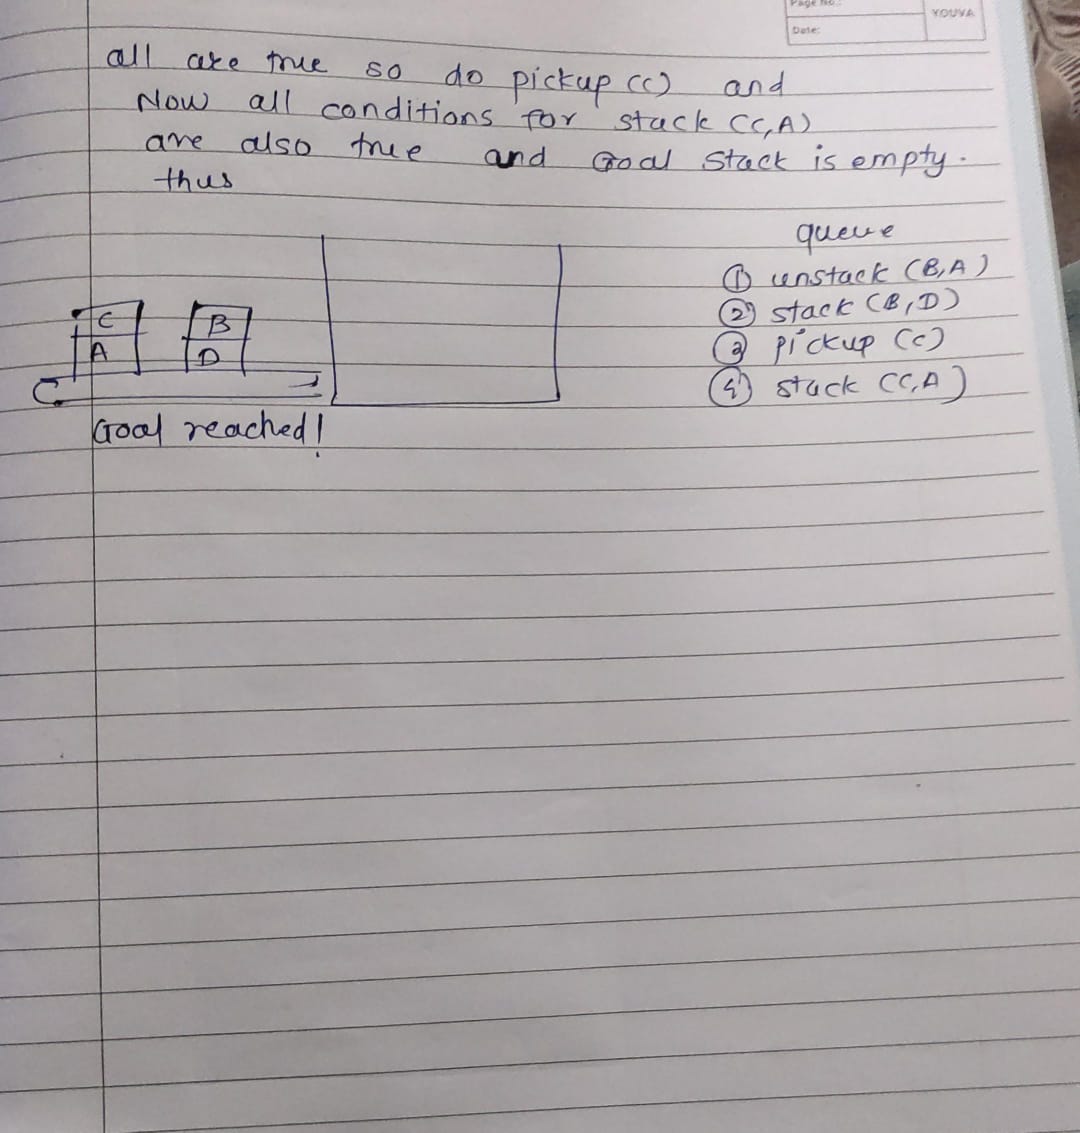 Page No.:
YOUVA
Date:
all are true so do pickup (c) and
Now all conditions for stack (C,A)
are also true and Goal stack is empty.
thus
queue
① unstack (B,A)
② stack (B,D)
③ pickup (c)
④ stack (C,A)
C
B
A
D
Goal reached!